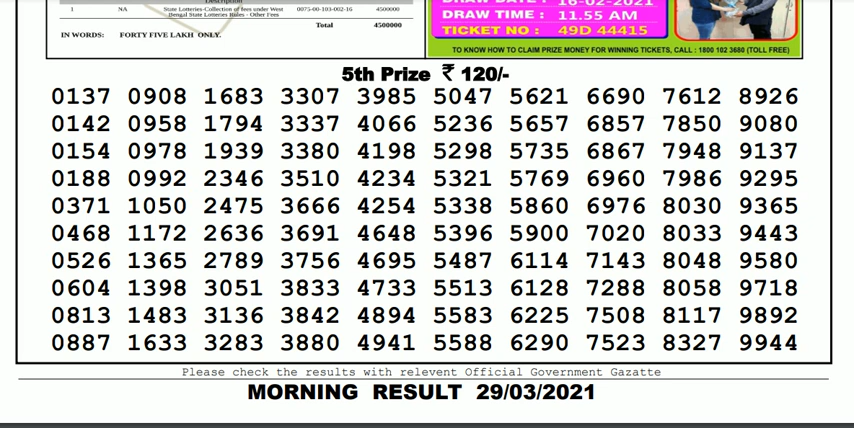 Description
1 NA State Lotteries-Collection of fees under West Bengal State Lotteries Rules - Other Fees 0075-00-103-002-16 4500000
Total 4500000
IN WORDS: FORTY FIVE LAKH ONLY.
DRAW DATE : 16-02-2021
DRAW TIME : 11.55 AM
TICKET NO : 49D 44415
TO KNOW HOW TO CLAIM PRIZE MONEY FOR WINNING TICKETS, CALL : 1800 102 3680 (TOLL FREE)
5th Prize ₹ 120/-
0137 0908 1683 3307 3985 5047 5621 6690 7612 8926
0142 0958 1794 3337 4066 5236 5657 6857 7850 9080
0154 0978 1939 3380 4198 5298 5735 6867 7948 9137
0188 0992 2346 3510 4234 5321 5769 6960 7986 9295
0371 1050 2475 3666 4254 5338 5860 6976 8030 9365
0468 1172 2636 3691 4648 5396 5900 7020 8033 9443
0526 1365 2789 3756 4695 5487 6114 7143 8048 9580
0604 1398 3051 3833 4733 5513 6128 7288 8058 9718
0813 1483 3136 3842 4894 5583 6225 7508 8117 9892
0887 1633 3283 3880 4941 5588 6290 7523 8327 9944
Please check the results with relevent Official Government Gazatte
MORNING RESULT 29/03/2021